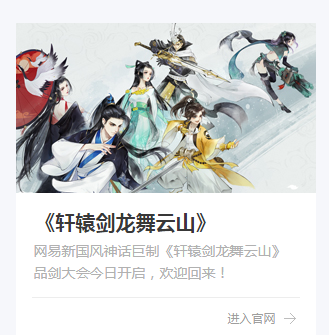 《轩辕剑龙舞云山》
网易新国风神话巨制《轩辕剑龙舞云山》
品剑大会今日开启，欢迎回来！
进入官网 →